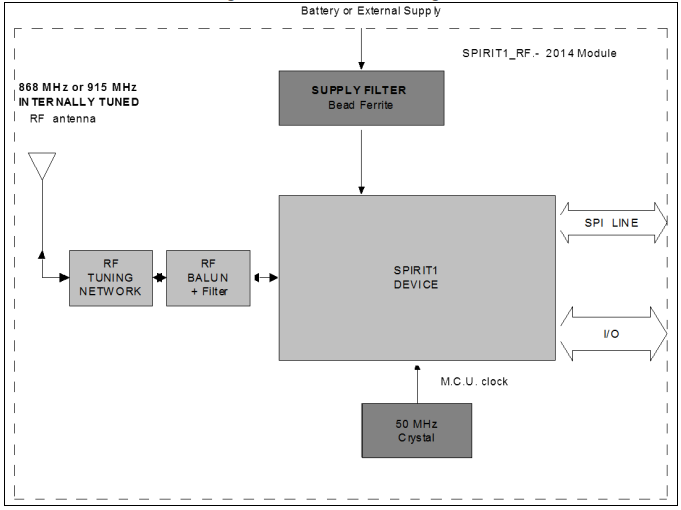 Battery or External Supply
SPIRIT1_RF.- 2014 Module
868 MHz or 915 MHz
INTERNALLY TUNED
RF antenna
SUPPLY FILTER
Bead Ferrite
SPI LINE
RF
TUNING
NETWORK
RF
BALUN
+ Filter
SPIRIT1
DEVICE
I/O
M.C.U. clock
50 MHz
Crystal